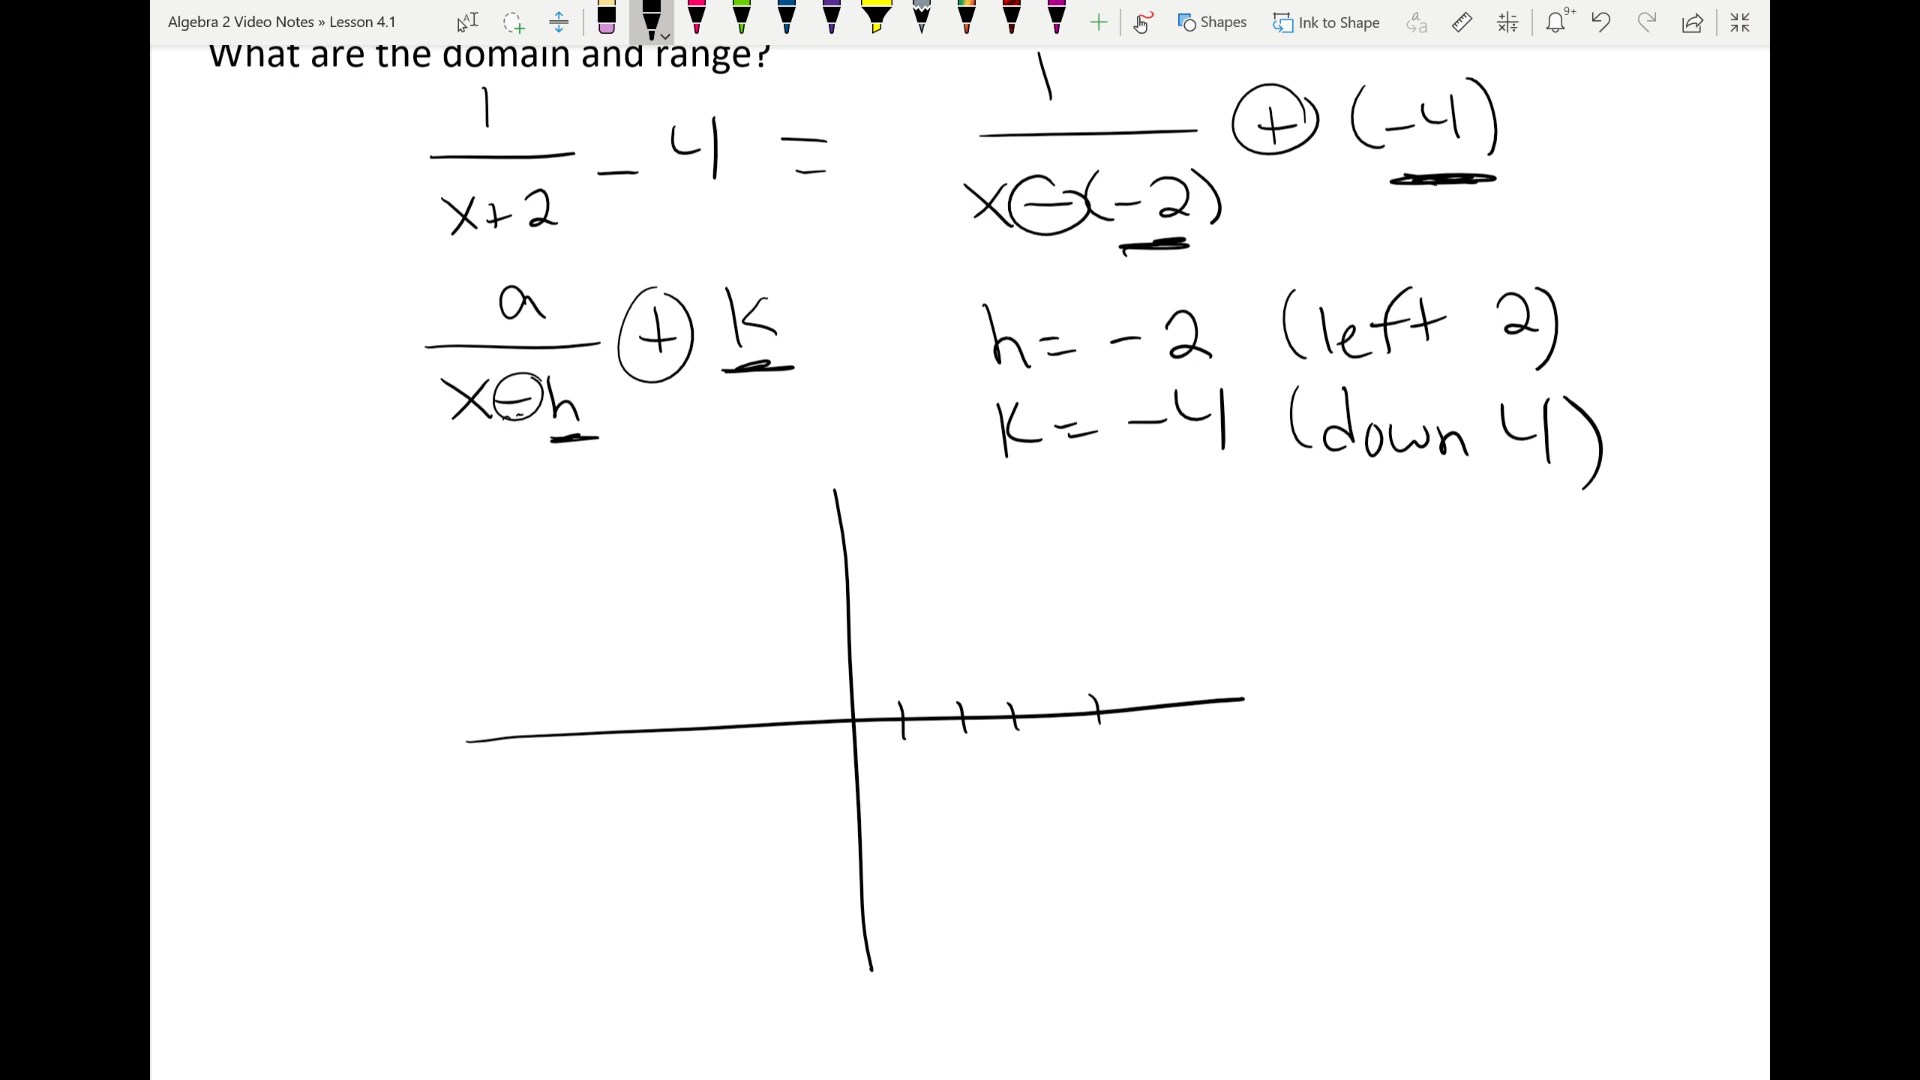 Algebra 2 Video Notes » Lesson 4.1
Shapes
Ink to Shape
9+
What are the domain and range?
1/(x+2) - 4 = 1/(x-(-2)) + (-4)
a/(x-h) + k
h = -2 (left 2)
k = -4 (down 4)